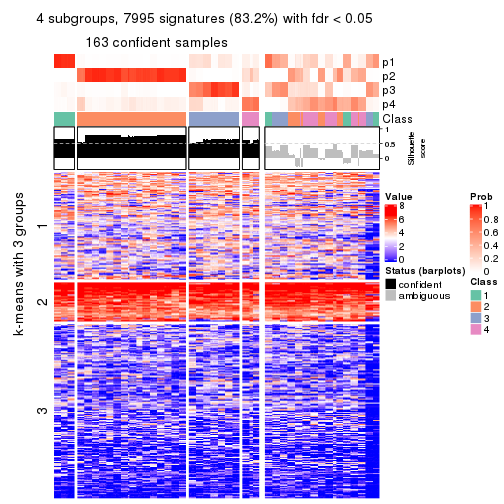 4 subgroups, 7995 signatures (83.2%) with fdr < 0.05
163 confident samples
p1
p2
p3
p4
Class
1
0.5
0
Silhouette
score
k-means with 3 groups
1
2
3
Value
8
6
4
2
0
Status (barplots)
confident
ambiguous
Prob
1
0.8
0.6
0.4
0.2
0
Class
1
2
3
4